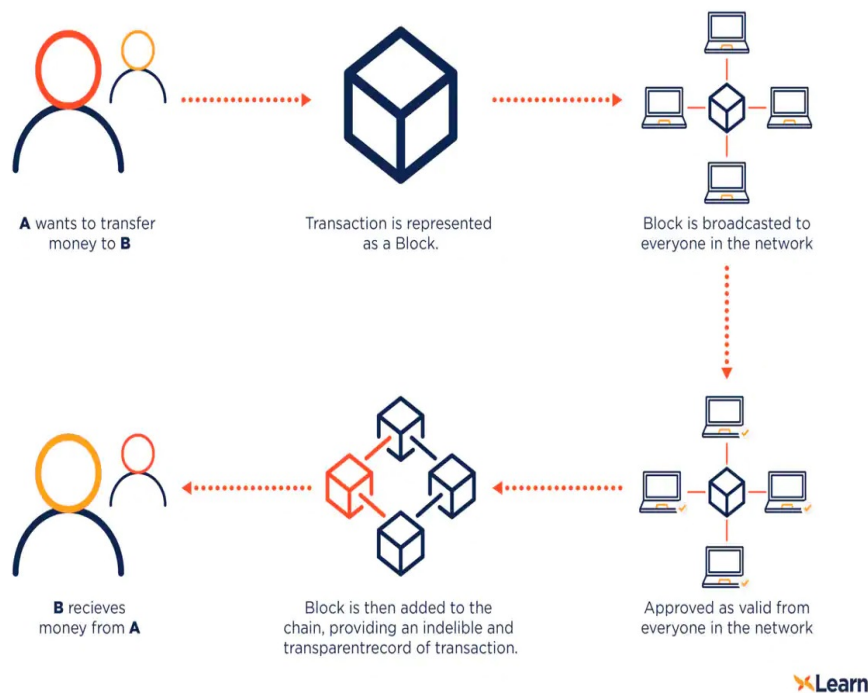 A wants to transfer
money to B
Transaction is represented
as a Block.
Block is broadcasted to
everyone in the network
B recieves
money from A
Block is then added to the
chain, providing an indelible and
transparentrecord of transaction.
Approved as valid from
everyone in the network
Learn